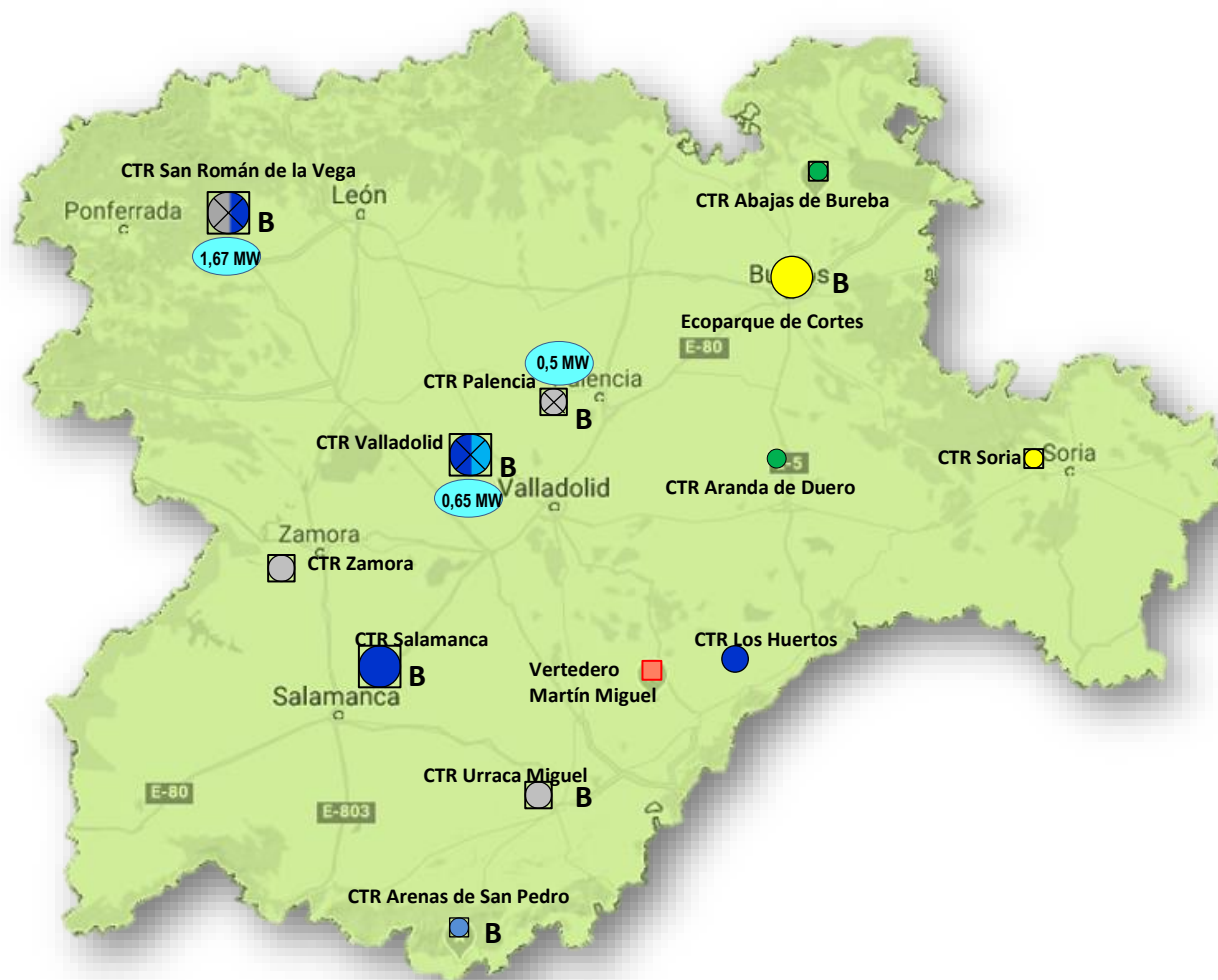 CTR San Román de la Vega
León
Ponferrada
B
1,67 MW
CTR Abajas de Bureba
B
Ecoparque de Cortes
E-80
0,5 MW
CTR Palencia
alencia
B
CTR Valladolid
B
0,65 MW
Valladolid
CTR Soria
Soria
CTR Aranda de Duero
Zamora
CTR Zamora
CTR Salamanca
B
Salamanca
CTR Los Huertos
Vertedero
Martín Miguel
CTR Urraca Miguel
B
E-80
E-803
CTR Arenas de San Pedro
B